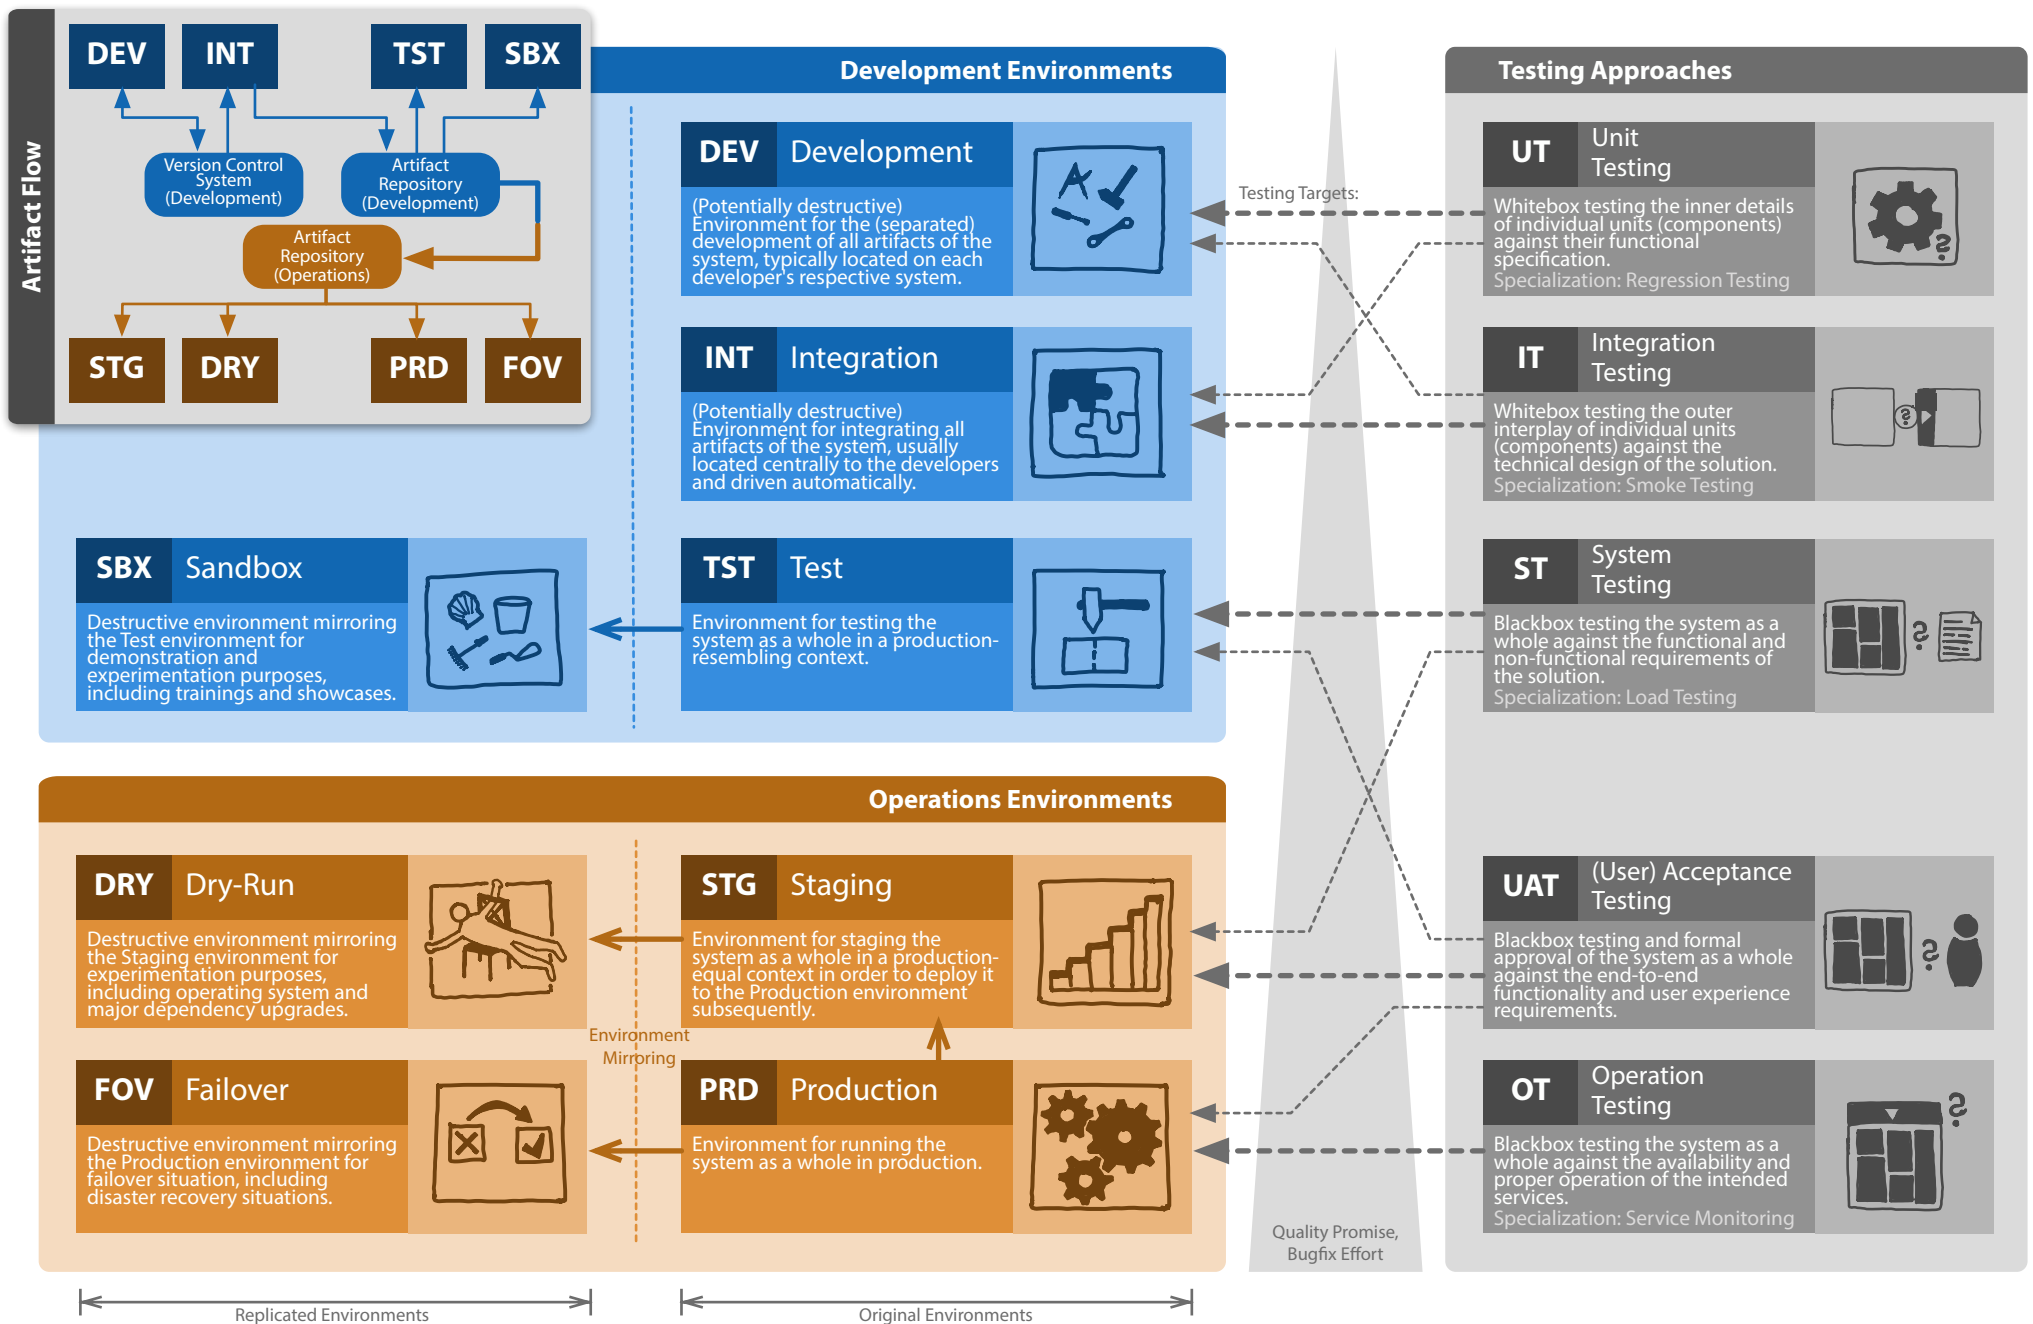 Artifact Flow
DEV
INT
TST
SBX
Version Control
System
(Development)
Artifact
Repository
(Development)
Artifact
Repository
(Operations)
STG
DRY
PRD
FOV
Development Environments
DEV
Development
(Potentially destructive)
Environment for the (separated)
development of all artifacts of the
system, typically located on each
developer's respective system.
INT
Integration
(Potentially destructive)
Environment for integrating all
artifacts of the system, usually
located centrally to the developers
and driven automatically.
SBX
Sandbox
Destructive environment mirroring
the Test environment for
demonstration and
experimentation purposes,
including trainings and showcases.
TST
Test
Environment for testing the
system as a whole in a production-
resembling context.
Operations Environments
DRY
Dry-Run
Destructive environment mirroring
the Staging environment for
experimentation purposes,
including operating system and
major dependency upgrades.
STG
Staging
Environment for staging the
system as a whole in a production-
equal context in order to deploy it
to the Production environment
subsequently.
Environment
Mirroring
FOV
Failover
Destructive environment mirroring
the Production environment for
failover situation, including
disaster recovery situations.
PRD
Production
Environment for running the
system as a whole in production.
Replicated Environments
Original Environments
Testing Targets:
Quality Promise,
Bugfix Effort
Testing Approaches
UT
Unit
Testing
Whitebox testing the inner details
of individual units (components)
against their functional
specification.
Specialization: Regression Testing
IT
Integration
Testing
Whitebox testing the outer
interplay of individual units
(components) against the
technical design of the solution.
Specialization: Smoke Testing
ST
System
Testing
Blackbox testing the system as a
whole against the functional and
non-functional requirements of
the solution.
Specialization: Load Testing
UAT
(User) Acceptance
Testing
Blackbox testing and formal
approval of the system as a whole
against the end-to-end
functionality and user experience
requirements.
OT
Operation
Testing
Blackbox testing the system as a
whole against the availability and
proper operation of the intended
services.
Specialization: Service Monitoring